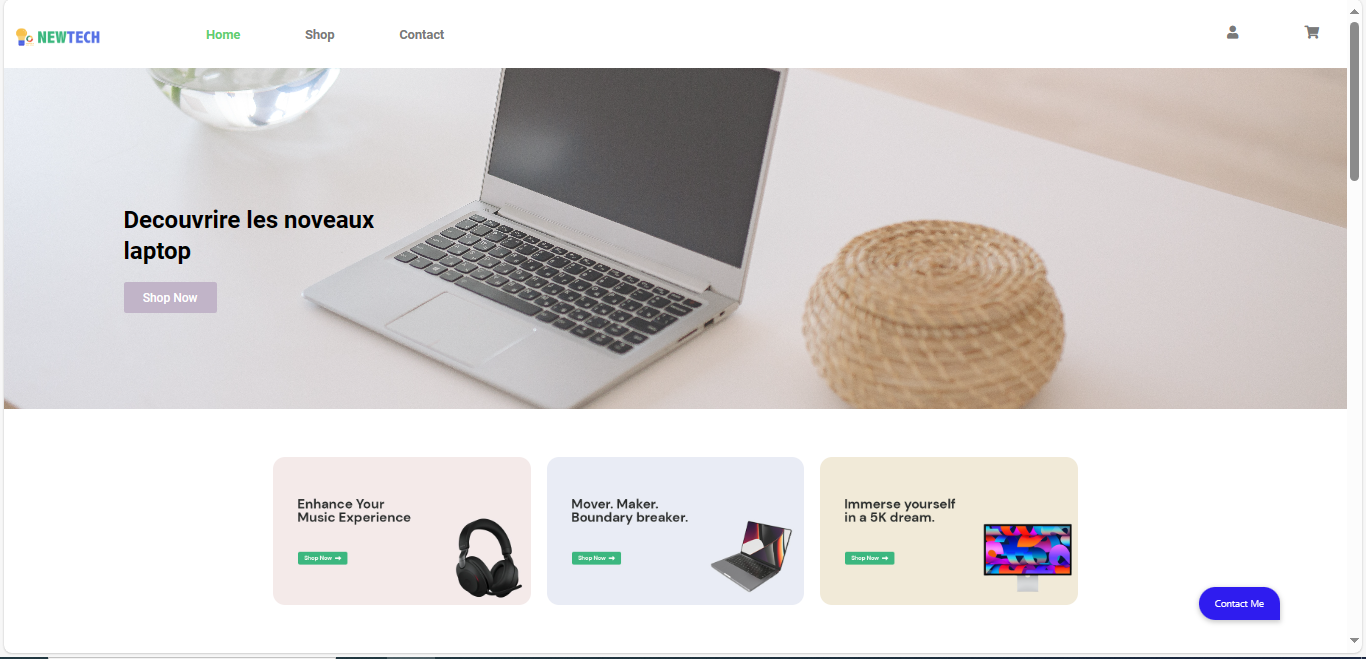 NEWTECH
Home
Shop
Contact
Decouvrire les noveaux
laptop
Shop Now
Enhance Your
Music Experience
Shop Now
Mover. Maker.
Boundary breaker.
Shop Now
Immerse yourself
in a 5K dream.
Shop Now
Contact Me